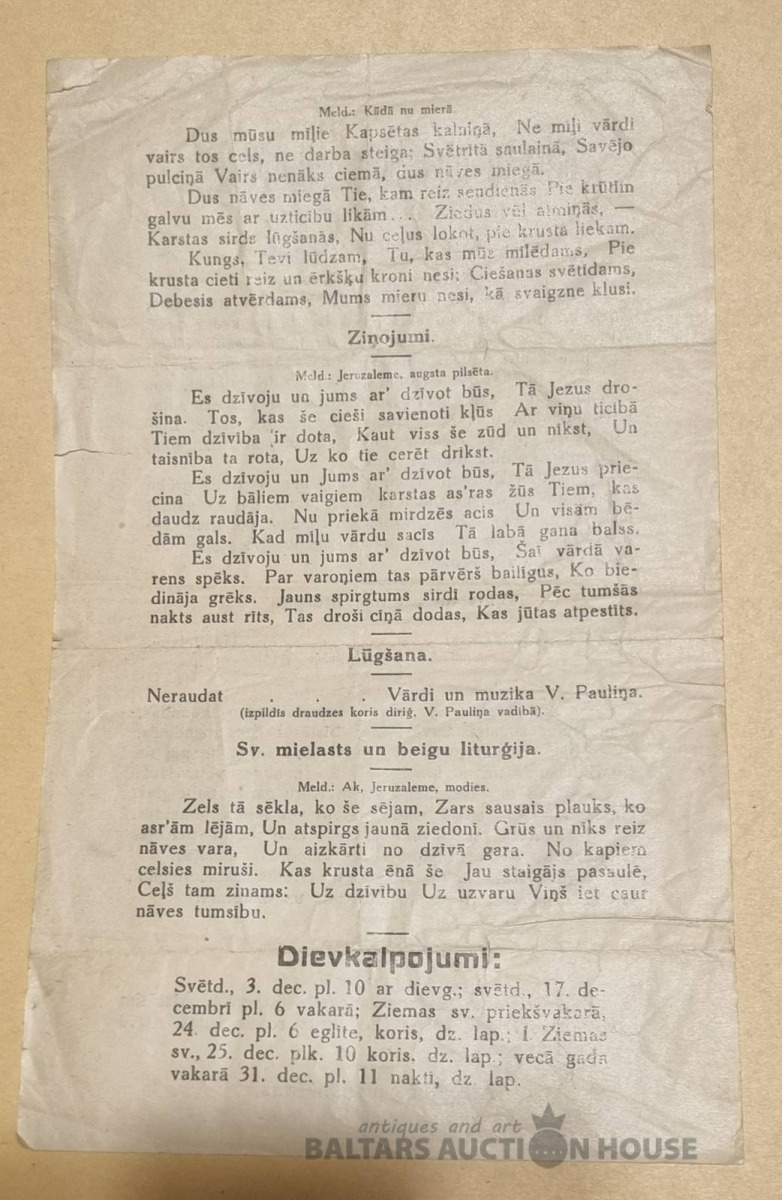 Meld.: Kādā nu mierā
Dus mūsu miļie Kapsētas kalniņā, Ne miļi vārdi
vairs tos cels, ne darba steiga; Svētrītā saulainā, Savējo
pulciņā Vairs nenāks ciemā, dus nāves miegā.
Dus nāves miegā Tie, kam reiz sendienās Pie krūtīm
galvu mēs ar uzticību likām... Ziedus vēl atmiņās, —
Karstas sirds lūgšanās, Nu ceļus lokot, pie krusta liekam.
Kungs, Tevi lūdzam, Tu, kas mūs mīlēdams, Pie
krusta cieti reiz un ērkšķu kroni nesi; Ciešanas svētīdams,
Debesis atvērdams, Mums mieru nesi, kā svaigzne klusi.
Ziņojumi.
Meld.: Jeruzaleme, augsta pilsēta.
Es dzīvoju un jums ar' dzīvot būs, Tā Jezus dro-
šina. Tos, kas še cieši savienoti kļūs Ar viņu ticībā
Tiem dzīvība ir dota, Kaut viss še zūd un nīkst, Un
taisnība ta rota, Uz ko tie cerēt drīkst.
Es dzīvoju un Jums ar' dzīvot būs, Tā Jezus prie-
cina Uz bāliem vaigiem karstas as'ras žūs Tiem, kas
daudz raudāja. Nu priekā mirdzēs acis Un visām bē-
dām gals. Kad mīļu vārdu sacīs Tā labā gana balss.
Es dzīvoju un jums ar' dzīvot būs, Šai vārdā va-
rens spēks. Par varoņiem tas pārvērš bailīgus, Ko bie-
dināja grēks. Jauns spirgtums sirdī rodas, Pēc tumšās
nakts aust rīts, Tas droši cīņā dodas, Kas jūtas atpestīts.
Lūgšana.
Neraudat . . . Vārdi un muzika V. Pauliņa.
(izpildīs draudzes koris diriģ. V. Pauliņa vadībā).
Sv. mielasts un beigu liturģija.
Meld.: Ak, Jeruzaleme, modies.
Zels tā sēkla, ko še sējam, Zars sausais plauks, ko
asr'ām lējām, Un atspirgs jaunā ziedonī. Grūs un nīks reiz
nāves vara, Un aizkārti no dzīvā gara. No kapiem
celsies miruši. Kas krusta ēnā še Jau staigājs pasaulē,
Ceļš tam zinams: Uz dzīvību Uz uzvaru Viņš iet caur
nāves tumsību.
Dievkalpojumi:
Svētd., 3. dec. pl. 10 ar dievg.; svētd., 17. de-
cembrī pl. 6 vakarā; Ziemas sv. priekšvakarā,
24. dec. pl. 6 eglīte, koris, dz. lap.; I. Ziemas
sv., 25. dec. plk. 10 koris. dz. lap.; vecā gada
vakarā 31. dec. pl. 11 naktī, dz. lap.
antiques and art
BALTARS AUCTION HOUSE